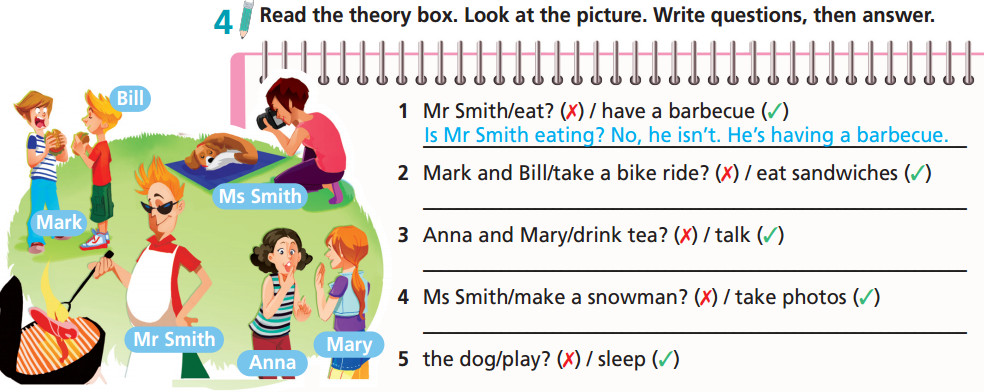 4 Read the theory box. Look at the picture. Write questions, then answer.
Bill
Mark
Ms Smith
Mr Smith
Anna
Mary
1 Mr Smith/eat? (✗) / have a barbecue (✓)
Is Mr Smith eating? No, he isn't. He's having a barbecue.
2 Mark and Bill/take a bike ride? (✗) / eat sandwiches (✓)
3 Anna and Mary/drink tea? (✗) / talk (✓)
4 Ms Smith/make a snowman? (✗) / take photos (✓)
5 the dog/play? (✗) / sleep (✓)